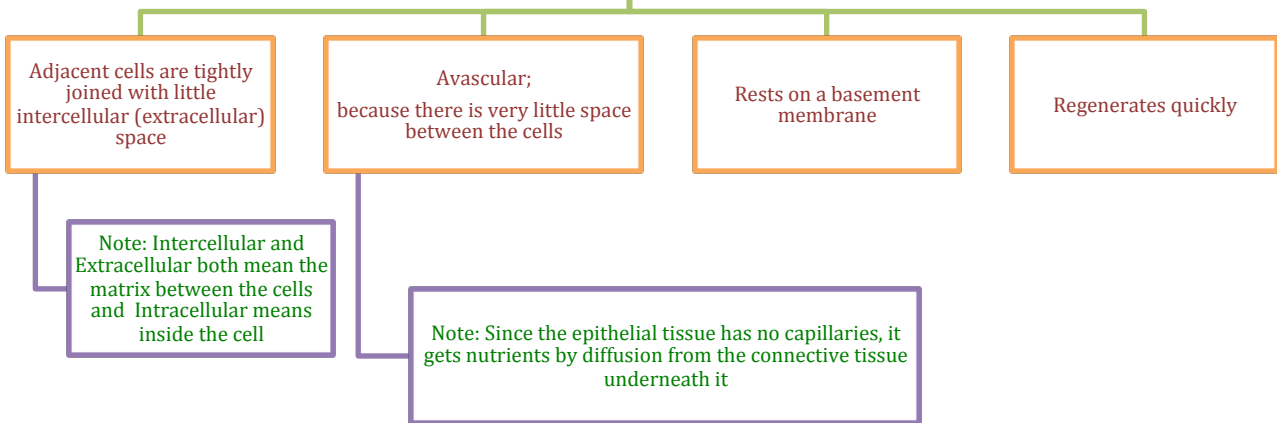 Adjacent cells are tightly
joined with little
intercellular (extracellular)
space
Avascular;
because there is very little space
between the cells
Rests on a basement
membrane
Regenerates quickly
Note: Intercellular and
Extracellular both mean the
matrix between the cells
and Intracellular means
inside the cell
Note: Since the epithelial tissue has no capillaries, it
gets nutrients by diffusion from the connective tissue
underneath it